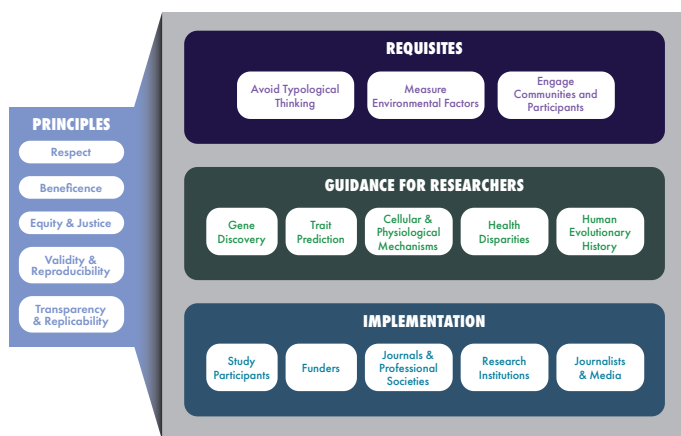 PRINCIPLES
Respect
Beneficence
Equity & Justice
Validity &
Reproducibility
Transparency
& Replicability
REQUISITES
Avoid Typological
Thinking
Measure
Environmental Factors
Engage
Communities and
Participants
GUIDANCE FOR RESEARCHERS
Gene
Discovery
Trait
Prediction
Cellular &
Physiological
Mechanisms
Health
Disparities
Human
Evolutionary
History
IMPLEMENTATION
Study
Participants
Funders
Journals &
Professional
Societies
Research
Institutions
Journalists
& Media